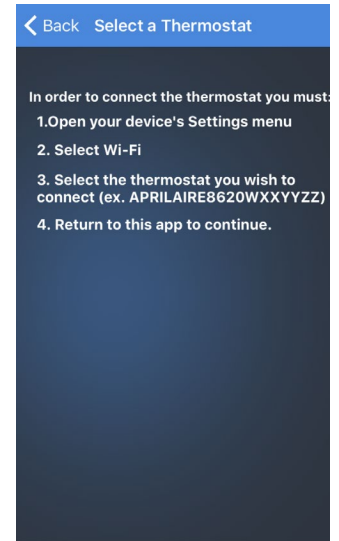 Back Select a Thermostat
In order to connect the thermostat you must:
1.Open your device's Settings menu
2. Select Wi-Fi
3. Select the thermostat you wish to
connect (ex. APRILAIRE8620WXXYYZZ)
4. Return to this app to continue.